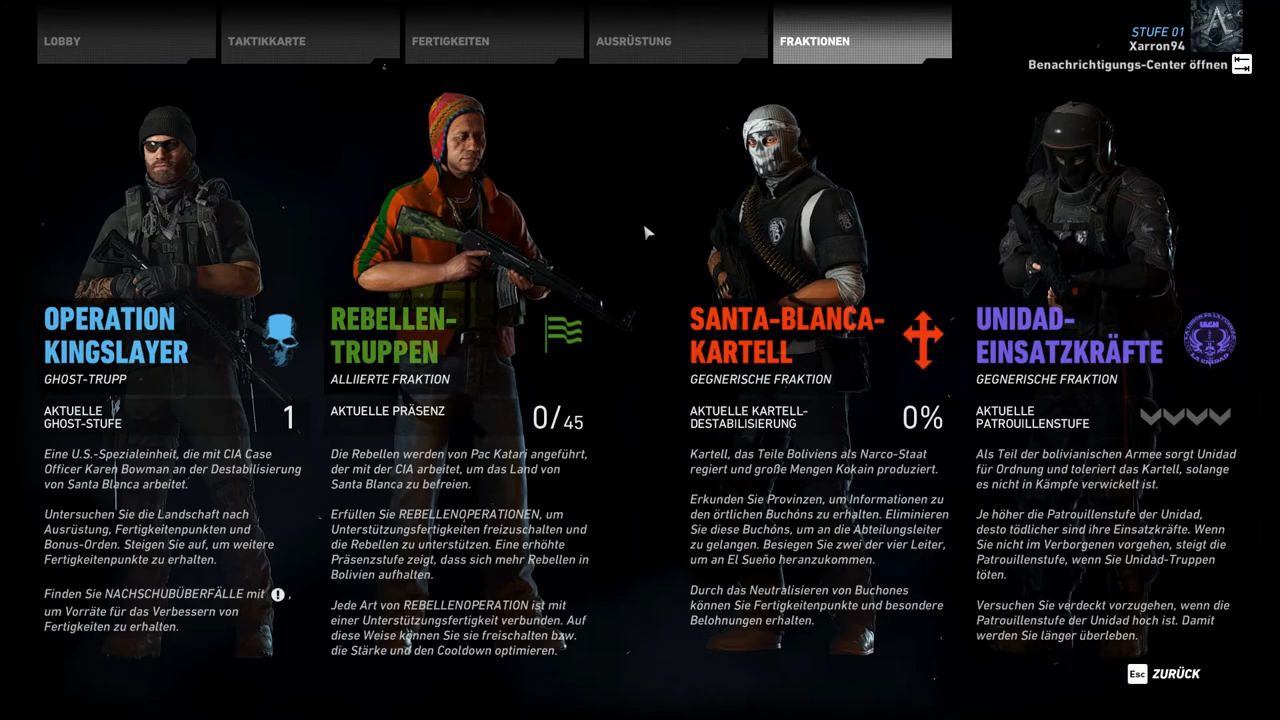 LOBBY
TAKTIKKARTE
FERTIGKEITEN
AUSRÜSTUNG
FRAKTIONEN
STUFE 01
Xarron94
Benachrichtigungs-Center öffnen
OPERATION
KINGSLAYER
GHOST-TRUPP
AKTUELLE
GHOST-STUFE
1
Eine U.S.-Spezialeinheit, die mit CIA Case
Officer Karen Bowman an der Destabilisierung
von Santa Blanca arbeitet.
Untersuchen Sie die Landschaft nach
Ausrüstung, Fertigkeitenpunkten und
Bonus-Orden. Steigen Sie auf, um weitere
Fertigkeitenpunkte zu erhalten.
Finden Sie NACHSCHUBÜBERFÄLLE mit ! ,
um Vorräte für das Verbessern von
Fertigkeiten zu erhalten.
REBELLEN-
TRUPPEN
ALLIIERTE FRAKTION
AKTUELLE PRÄSENZ
0/45
Die Rebellen werden von Pac Katari angeführt,
der mit der CIA arbeitet, um das Land von
Santa Blanca zu befreien.
Erfüllen Sie REBELLENOPERATIONEN, um
Unterstützungsfertigkeiten freizuschalten und
die Rebellen zu unterstützen. Eine erhöhte
Präsenzstufe zeigt, dass sich mehr Rebellen in
Bolivien aufhalten.
Jede Art von REBELLENOPERATION ist mit
einer Unterstützungsfertigkeit verbunden. Auf
diese Weise können Sie sie freischalten bzw.
die Stärke und den Cooldown optimieren.
SANTA-BLANCA-
KARTELL
GEGNERISCHE FRAKTION
AKTUELLE KARTELL-
DESTABILISIERUNG
0%
Kartell, das Teile Boliviens als Narco-Staat
regiert und große Mengen Kokain produziert.
Erkunden Sie Provinzen, um Informationen zu
den örtlichen Buchóns zu erhalten. Eliminieren
Sie diese Buchóns, um an die Abteilungsleiter
zu gelangen. Besiegen Sie zwei der vier Leiter,
um an El Sueño heranzukommen.
Durch das Neutralisieren von Buchones
können Sie Fertigkeitenpunkte und besondere
Belohnungen erhalten.
UNIDAD-
EINSATZKRÄFTE
GEGNERISCHE FRAKTION
AKTUELLE
PATROUILLENSTUFE
Als Teil der bolivianischen Armee sorgt Unidad
für Ordnung und toleriert das Kartell, solange
es nicht in Kämpfe verwickelt ist.
Je höher die Patrouillenstufe der Unidad,
desto tödlicher sind ihre Einsatzkräfte. Wenn
Sie nicht im Verborgenen vorgehen, steigt die
Patrouillenstufe, wenn Sie Unidad-Truppen
töten.
Versuchen Sie verdeckt vorzugehen, wenn die
Patrouillenstufe der Unidad hoch ist. Damit
werden Sie länger überleben.
Esc ZURÜCK